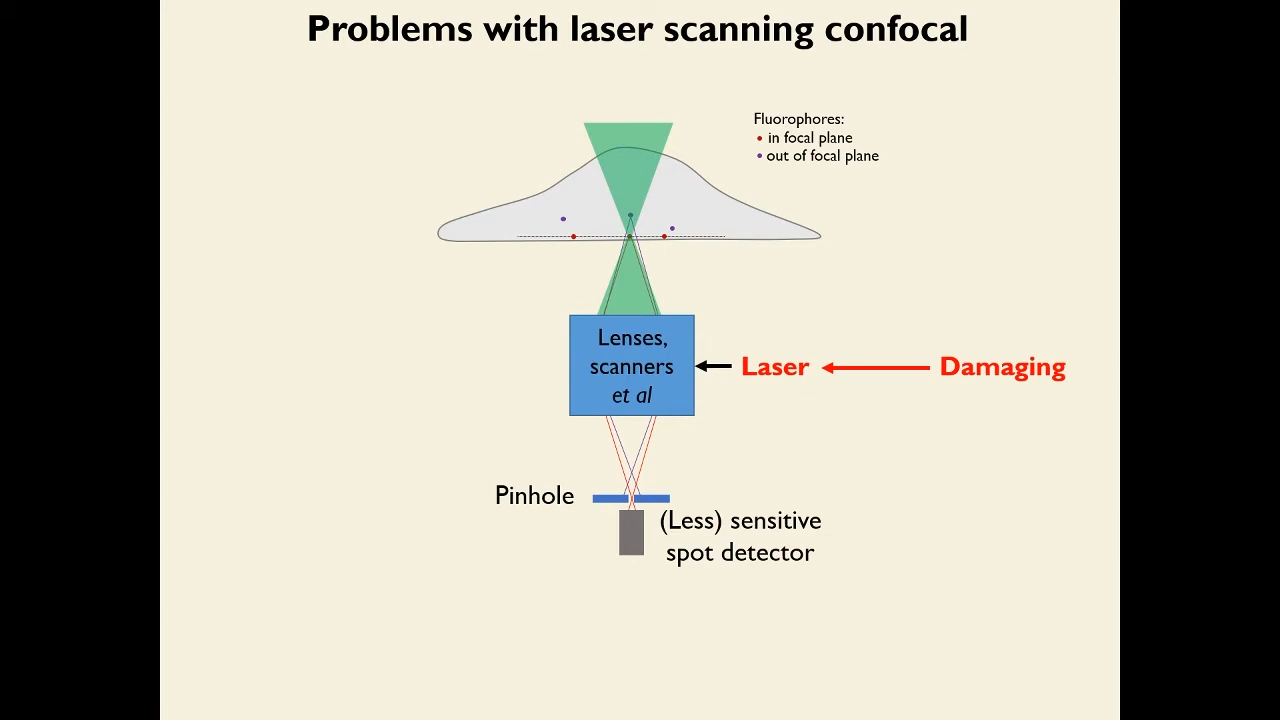 Problems with laser scanning confocal
Fluorophores:
• in focal plane
• out of focal plane
Lenses,
scanners
et al
Laser
Damaging
Pinhole
(Less) sensitive
spot detector